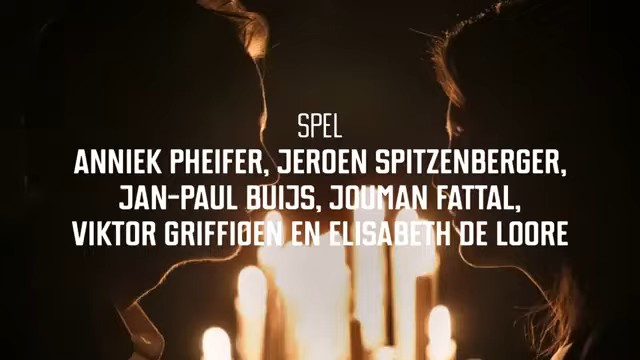 SPEL
ANNIEK PHEIFER, JEROEN SPITZENBERGER,
JAN-PAUL BUIJS, JOUMAN FATTAL,
VIKTOR GRIFFIOEN EN ELISABETH DE LOORE